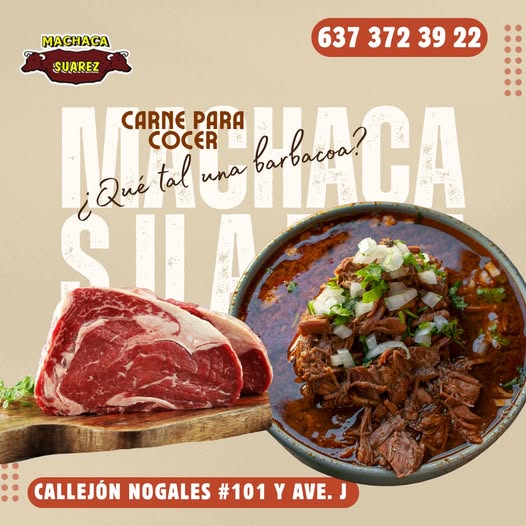 MACHACA
SUAREZ
637 372 39 22
MACHACA
CARNE PARA
COCER
¿Qué tal una barbacoa?
CALLEJÓN NOGALES #101 Y AVE. J